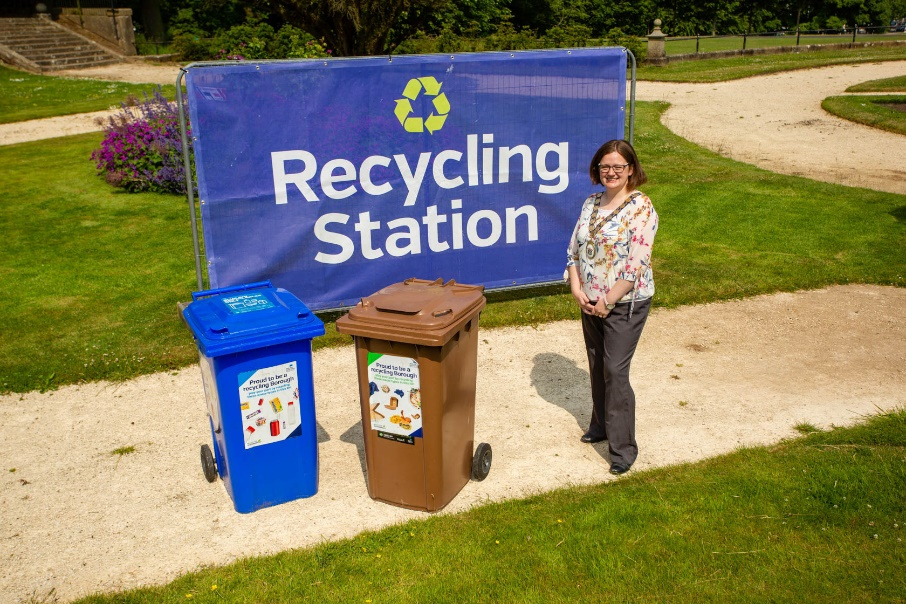 Recycling
Station
Proud to be a
recycling Borough
Proud to be a
recycling Borough